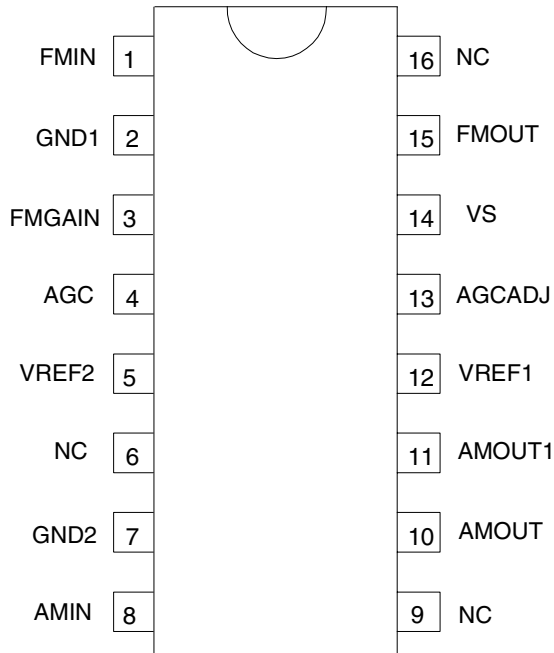 FMIN 1 16 NC
GND1 2 15 FMOUT
FMGAIN 3 14 VS
AGC 4 13 AGCADJ
VREF2 5 12 VREF1
NC 6 11 AMOUT1
GND2 7 10 AMOUT
AMIN 8 9 NC